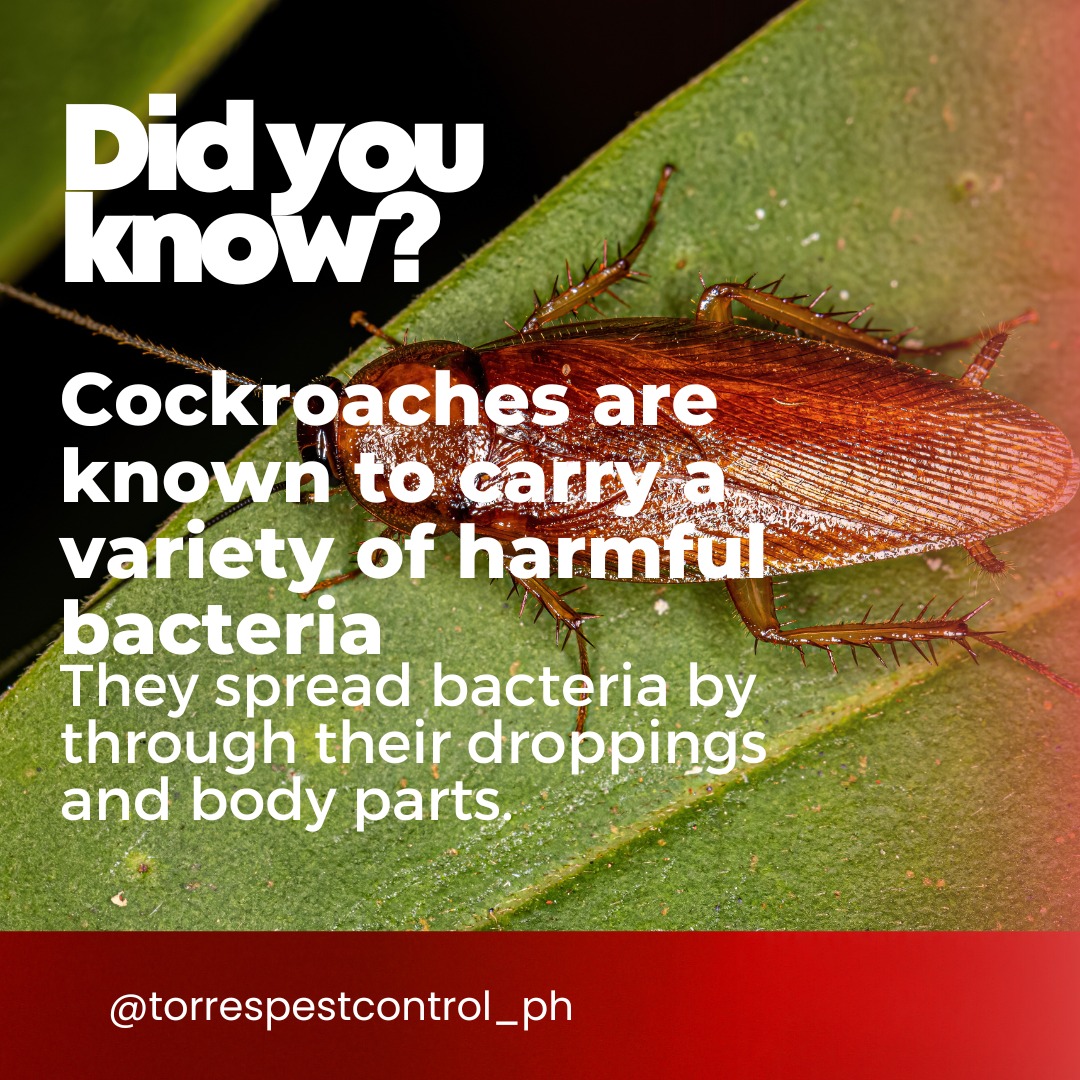 Did you
know?
Cockroaches are
known to carry a
variety of harmful
bacteria
They spread bacteria by
through their droppings
and body parts.
@torrespestcontrol_ph